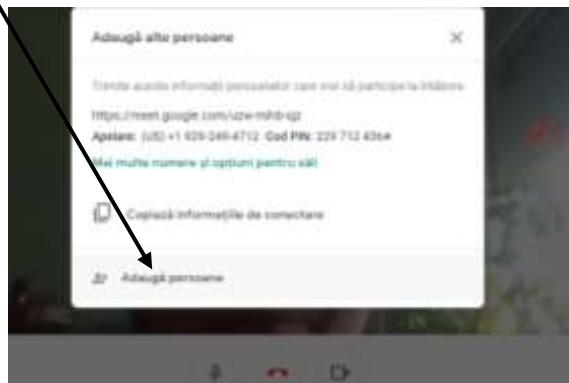 Adaugă alte persoane
Trimite aceste informații persoanelor care vrei să participe la întâlnire
https://meet.google.com/uzw-mihb-qjz
Apelare: (US) +1 929-249-4712 Cod PIN: 229 712 436#
Mai multe numere și opțiuni pentru săli
Copiază informațiile de conectare
Adaugă persoane